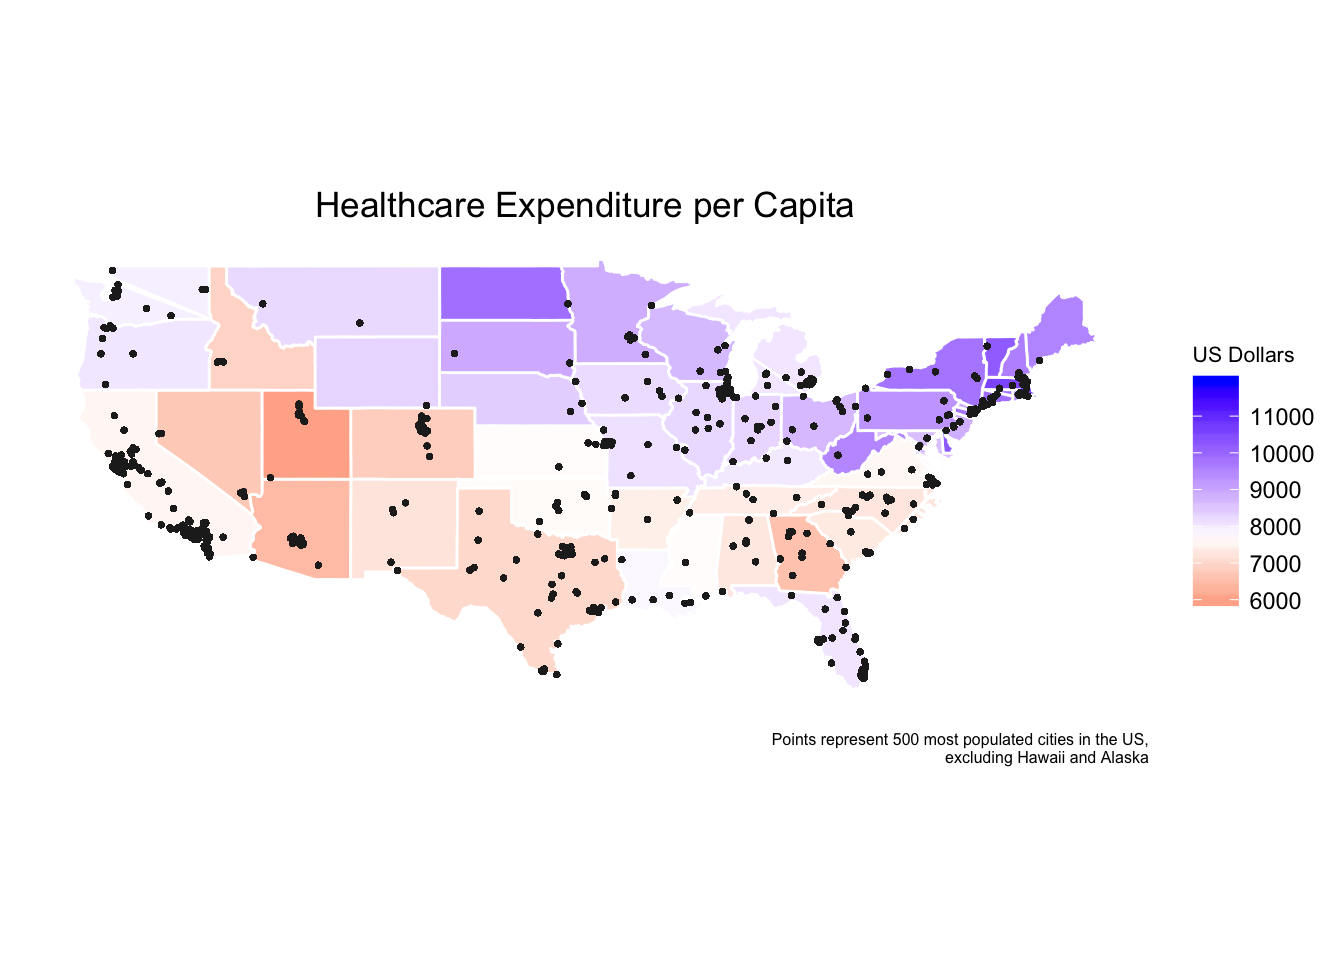 Healthcare Expenditure per Capita
US Dollars
11000
10000
9000
8000
7000
6000
Points represent 500 most populated cities in the US,
excluding Hawaii and Alaska